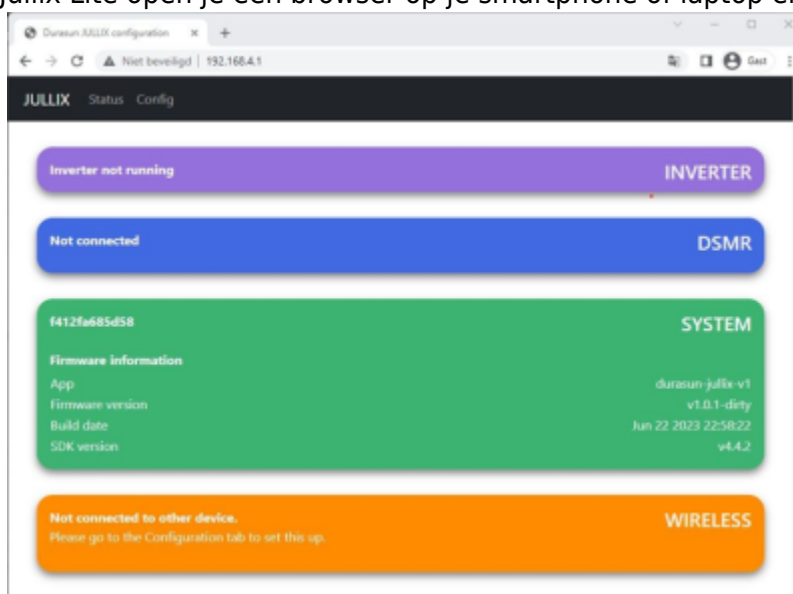 Jullix Lite open je een browser op je smartphone of laptop en
Durasun JULLIX configuration
Niet beveiligd | 192.168.4.1
Gast
JULLIX Status Config
Inverter not running INVERTER
Not connected DSMR
f412fa685d58 SYSTEM
Firmware information
App durasun-jullix-v1
Firmware version v1.0.1-dirty
Build date Jun 22 2023 22:58:22
SDK version v4.4.2
Not connected to other device. WIRELESS
Please go to the Configuration tab to set this up.